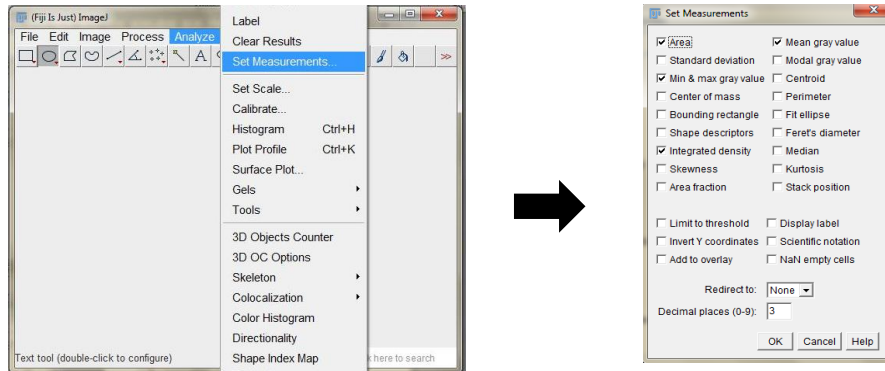 (Fiji Is Just) ImageJ
File Edit Image Process Analyze
A
>>
Label
Clear Results
Set Measurements...
Set Scale...
Calibrate...
Histogram Ctrl+H
Plot Profile Ctrl+K
Surface Plot...
Gels
Tools
3D Objects Counter
3D OC Options
Skeleton
Colocalization
Color Histogram
Directionality
Shape Index Map
Text tool (double-click to configure)
here to search
Set Measurements
Area Mean gray value
Standard deviation Modal gray value
Min & max gray value Centroid
Center of mass Perimeter
Bounding rectangle Fit ellipse
Shape descriptors Feret's diameter
Integrated density Median
Skewness Kurtosis
Area fraction Stack position
Limit to threshold Display label
Invert Y coordinates Scientific notation
Add to overlay NaN empty cells
Redirect to: None
Decimal places (0-9): 3
OK Cancel Help